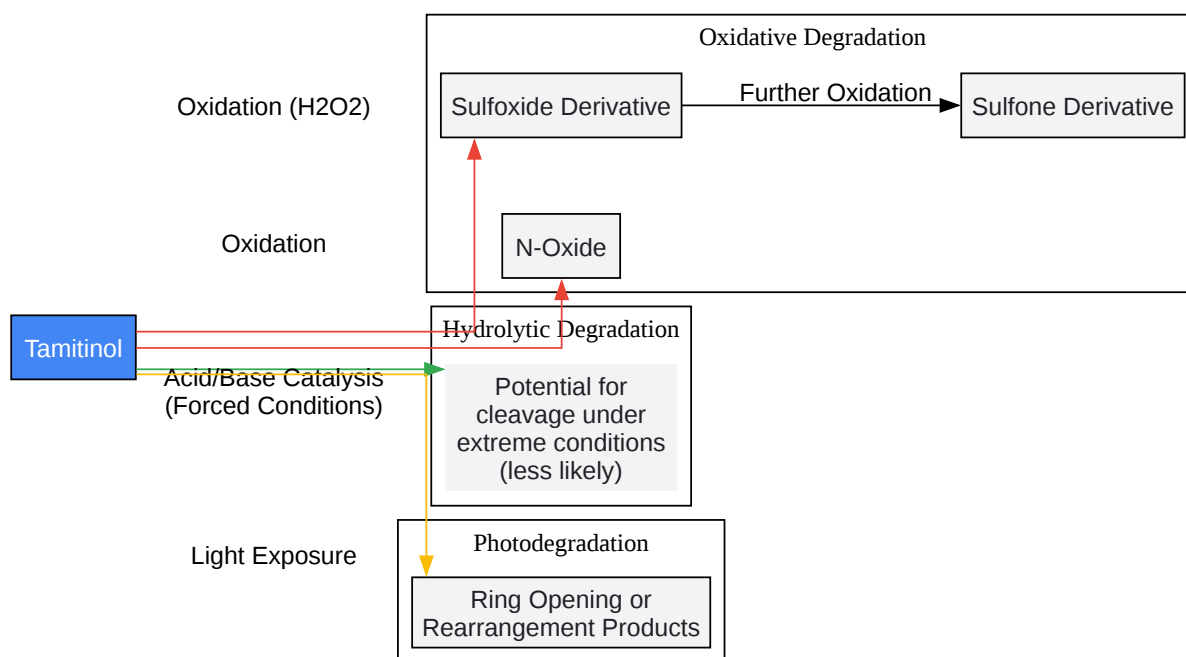 Oxidative Degradation
Oxidation (H2O2)
Sulfoxide Derivative
Further Oxidation
Sulfone Derivative
Oxidation
N-Oxide
Tamitinol
Hydrolytic Degradation
Acid/Base Catalysis
(Forced Conditions)
Potential for
cleavage under
extreme conditions
(less likely)
Light Exposure
Photodegradation
Ring Opening or
Rearrangement Products